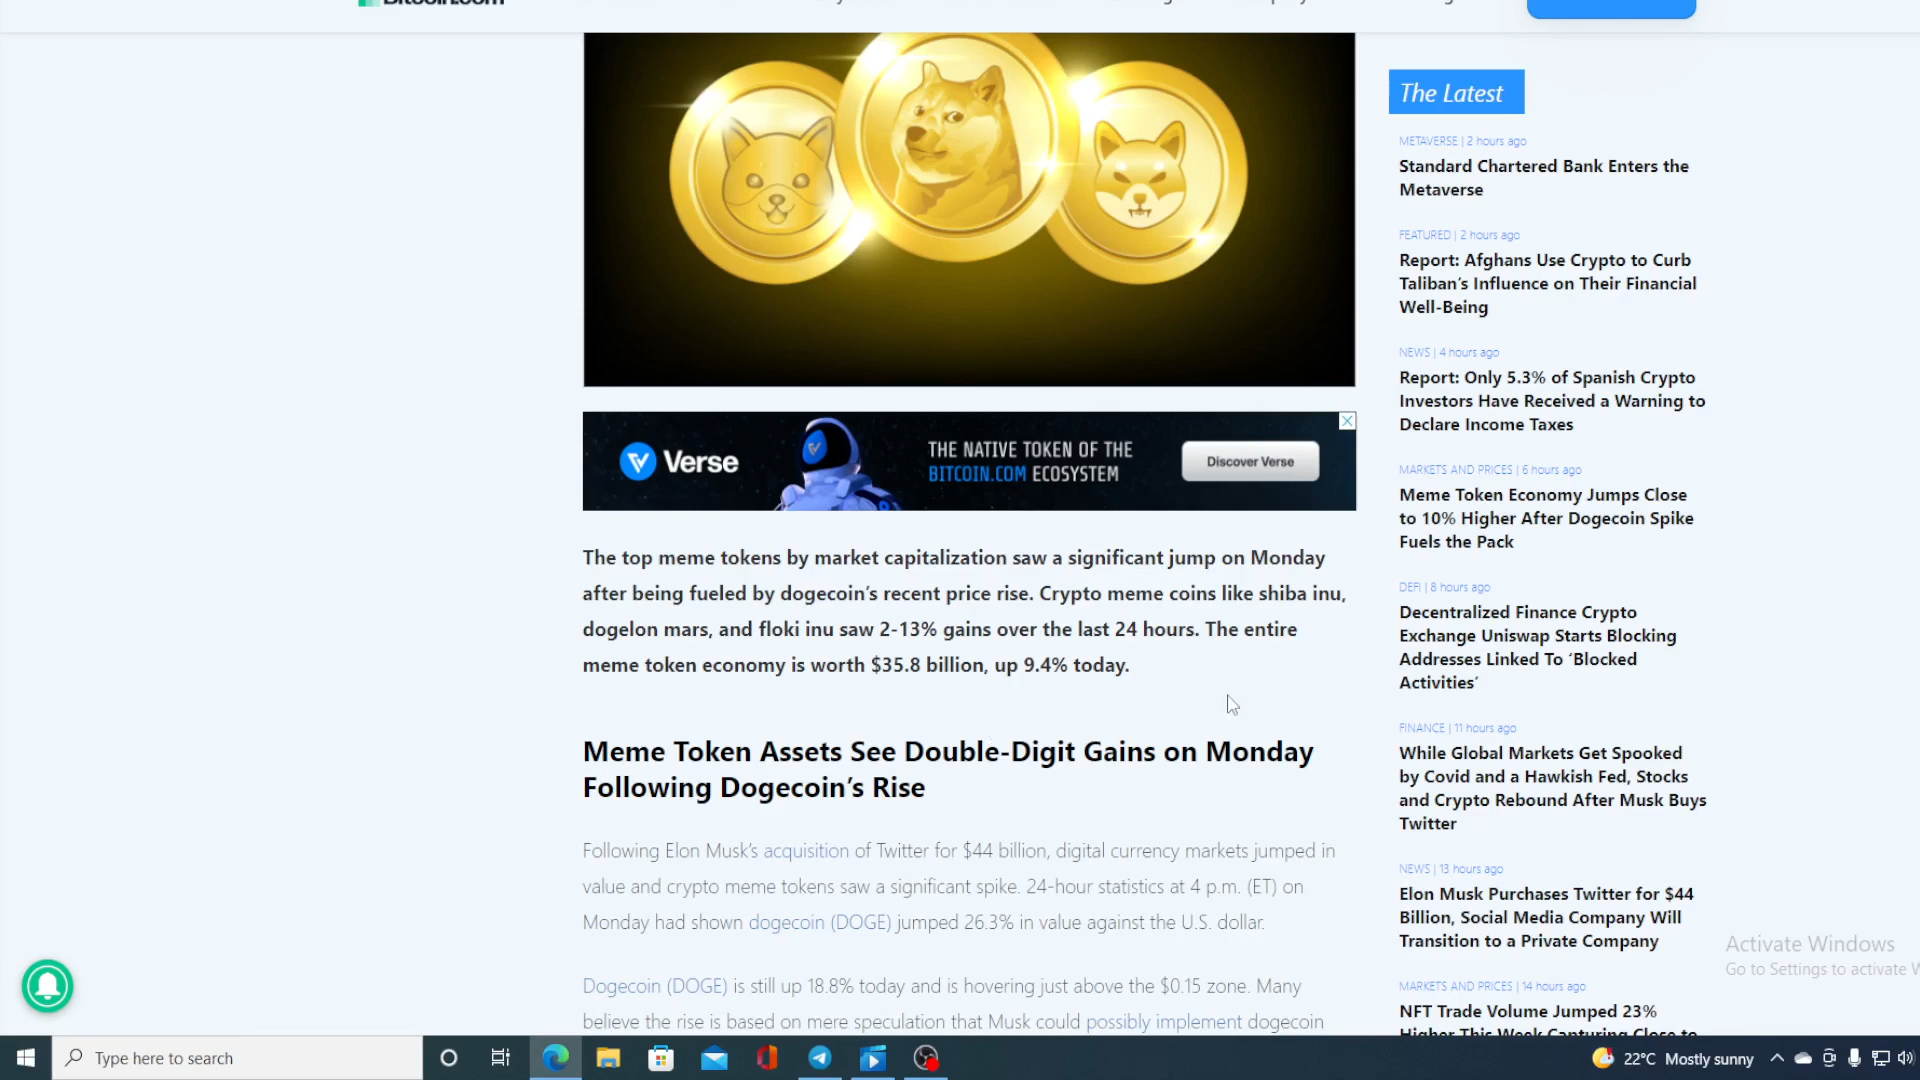 Bitcoin.com
The Latest
METAVERSE | 2 hours ago
Standard Chartered Bank Enters the
Metaverse
FEATURED | 2 hours ago
Report: Afghans Use Crypto to Curb
Taliban’s Influence on Their Financial
Well-Being
NEWS | 4 hours ago
Report: Only 5.3% of Spanish Crypto
Investors Have Received a Warning to
Declare Income Taxes
MARKETS AND PRICES | 6 hours ago
Meme Token Economy Jumps Close
to 10% Higher After Dogecoin Spike
Fuels the Pack
DEFI | 8 hours ago
Decentralized Finance Crypto
Exchange Uniswap Starts Blocking
Addresses Linked To ‘Blocked
Activities’
FINANCE | 11 hours ago
While Global Markets Get Spooked
by Covid and a Hawkish Fed, Stocks
and Crypto Rebound After Musk Buys
Twitter
NEWS | 13 hours ago
Elon Musk Purchases Twitter for $44
Billion, Social Media Company Will
Transition to a Private Company
MARKETS AND PRICES | 14 hours ago
NFT Trade Volume Jumped 23%
Higher This Week Capturing Close to
Verse
THE NATIVE TOKEN OF THE
BITCOIN.COM ECOSYSTEM
Discover Verse
The top meme tokens by market capitalization saw a significant jump on Monday
after being fueled by dogecoin’s recent price rise. Crypto meme coins like shiba inu,
dogelon mars, and floki inu saw 2-13% gains over the last 24 hours. The entire
meme token economy is worth $35.8 billion, up 9.4% today.
Meme Token Assets See Double-Digit Gains on Monday
Following Dogecoin’s Rise
Following Elon Musk’s acquisition of Twitter for $44 billion, digital currency markets jumped in
value and crypto meme tokens saw a significant spike. 24-hour statistics at 4 p.m. (ET) on
Monday had shown dogecoin (DOGE) jumped 26.3% in value against the U.S. dollar.
Dogecoin (DOGE) is still up 18.8% today and is hovering just above the $0.15 zone. Many
believe the rise is based on mere speculation that Musk could possibly implement dogecoin
Activate Windows
Go to Settings to activate W
Type here to search
22°C Mostly sunny